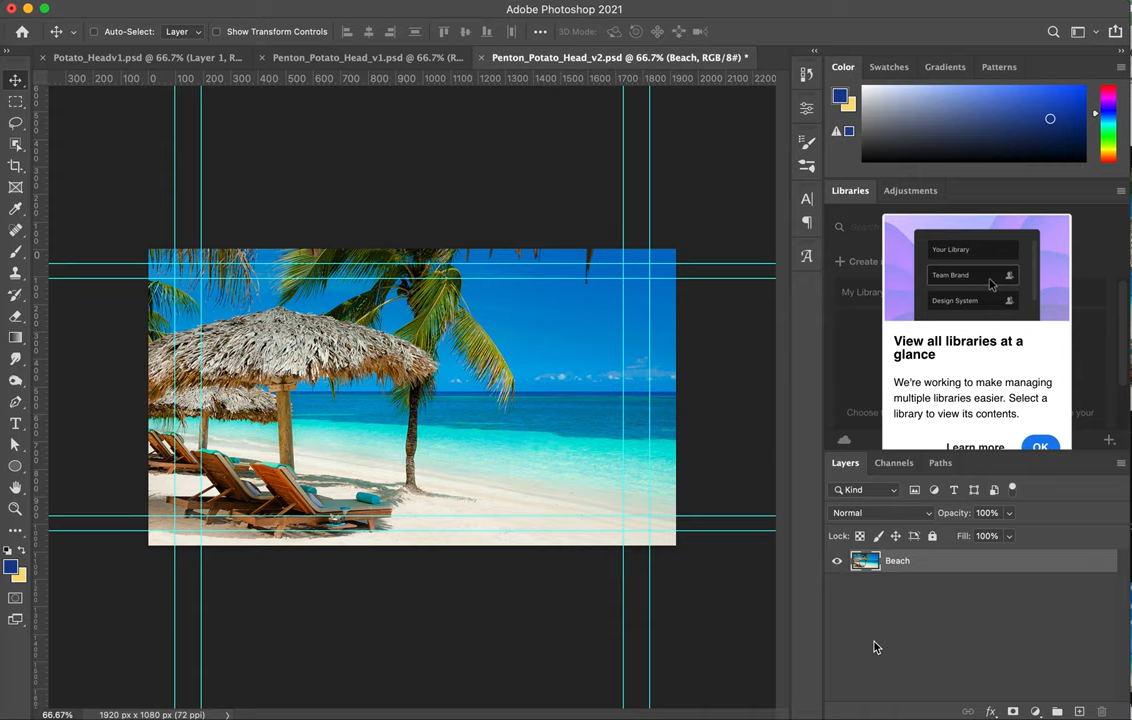 Adobe Photoshop 2021
Auto-Select: Layer Show Transform Controls 3D Mode:
Potato_Headv1.psd @ 66.7% (Layer 1, R... Penton_Potato_Head_v1.psd @ 66.7% (R... Penton_Potato_Head_v2.psd @ 66.7% (Beach, RGB/8#) *
300 200 100 0 100 200 300 400 500 600 700 800 900 1000 1100 1200 1300 1400 1500 1600 1700 1800 1900 2000 2100 2200
Color Swatches Gradients Patterns
Libraries Adjustments
Search
Your Library
Create
Team Brand
My Library
Design System
View all libraries at a
glance
We're working to make managing
multiple libraries easier. Select a
library to view its contents.
Choose your
Learn more OK
Layers Channels Paths
Kind
Normal Opacity: 100%
Lock: Fill: 100%
Beach
fx
66.67% 1920 px x 1080 px (72 ppi)